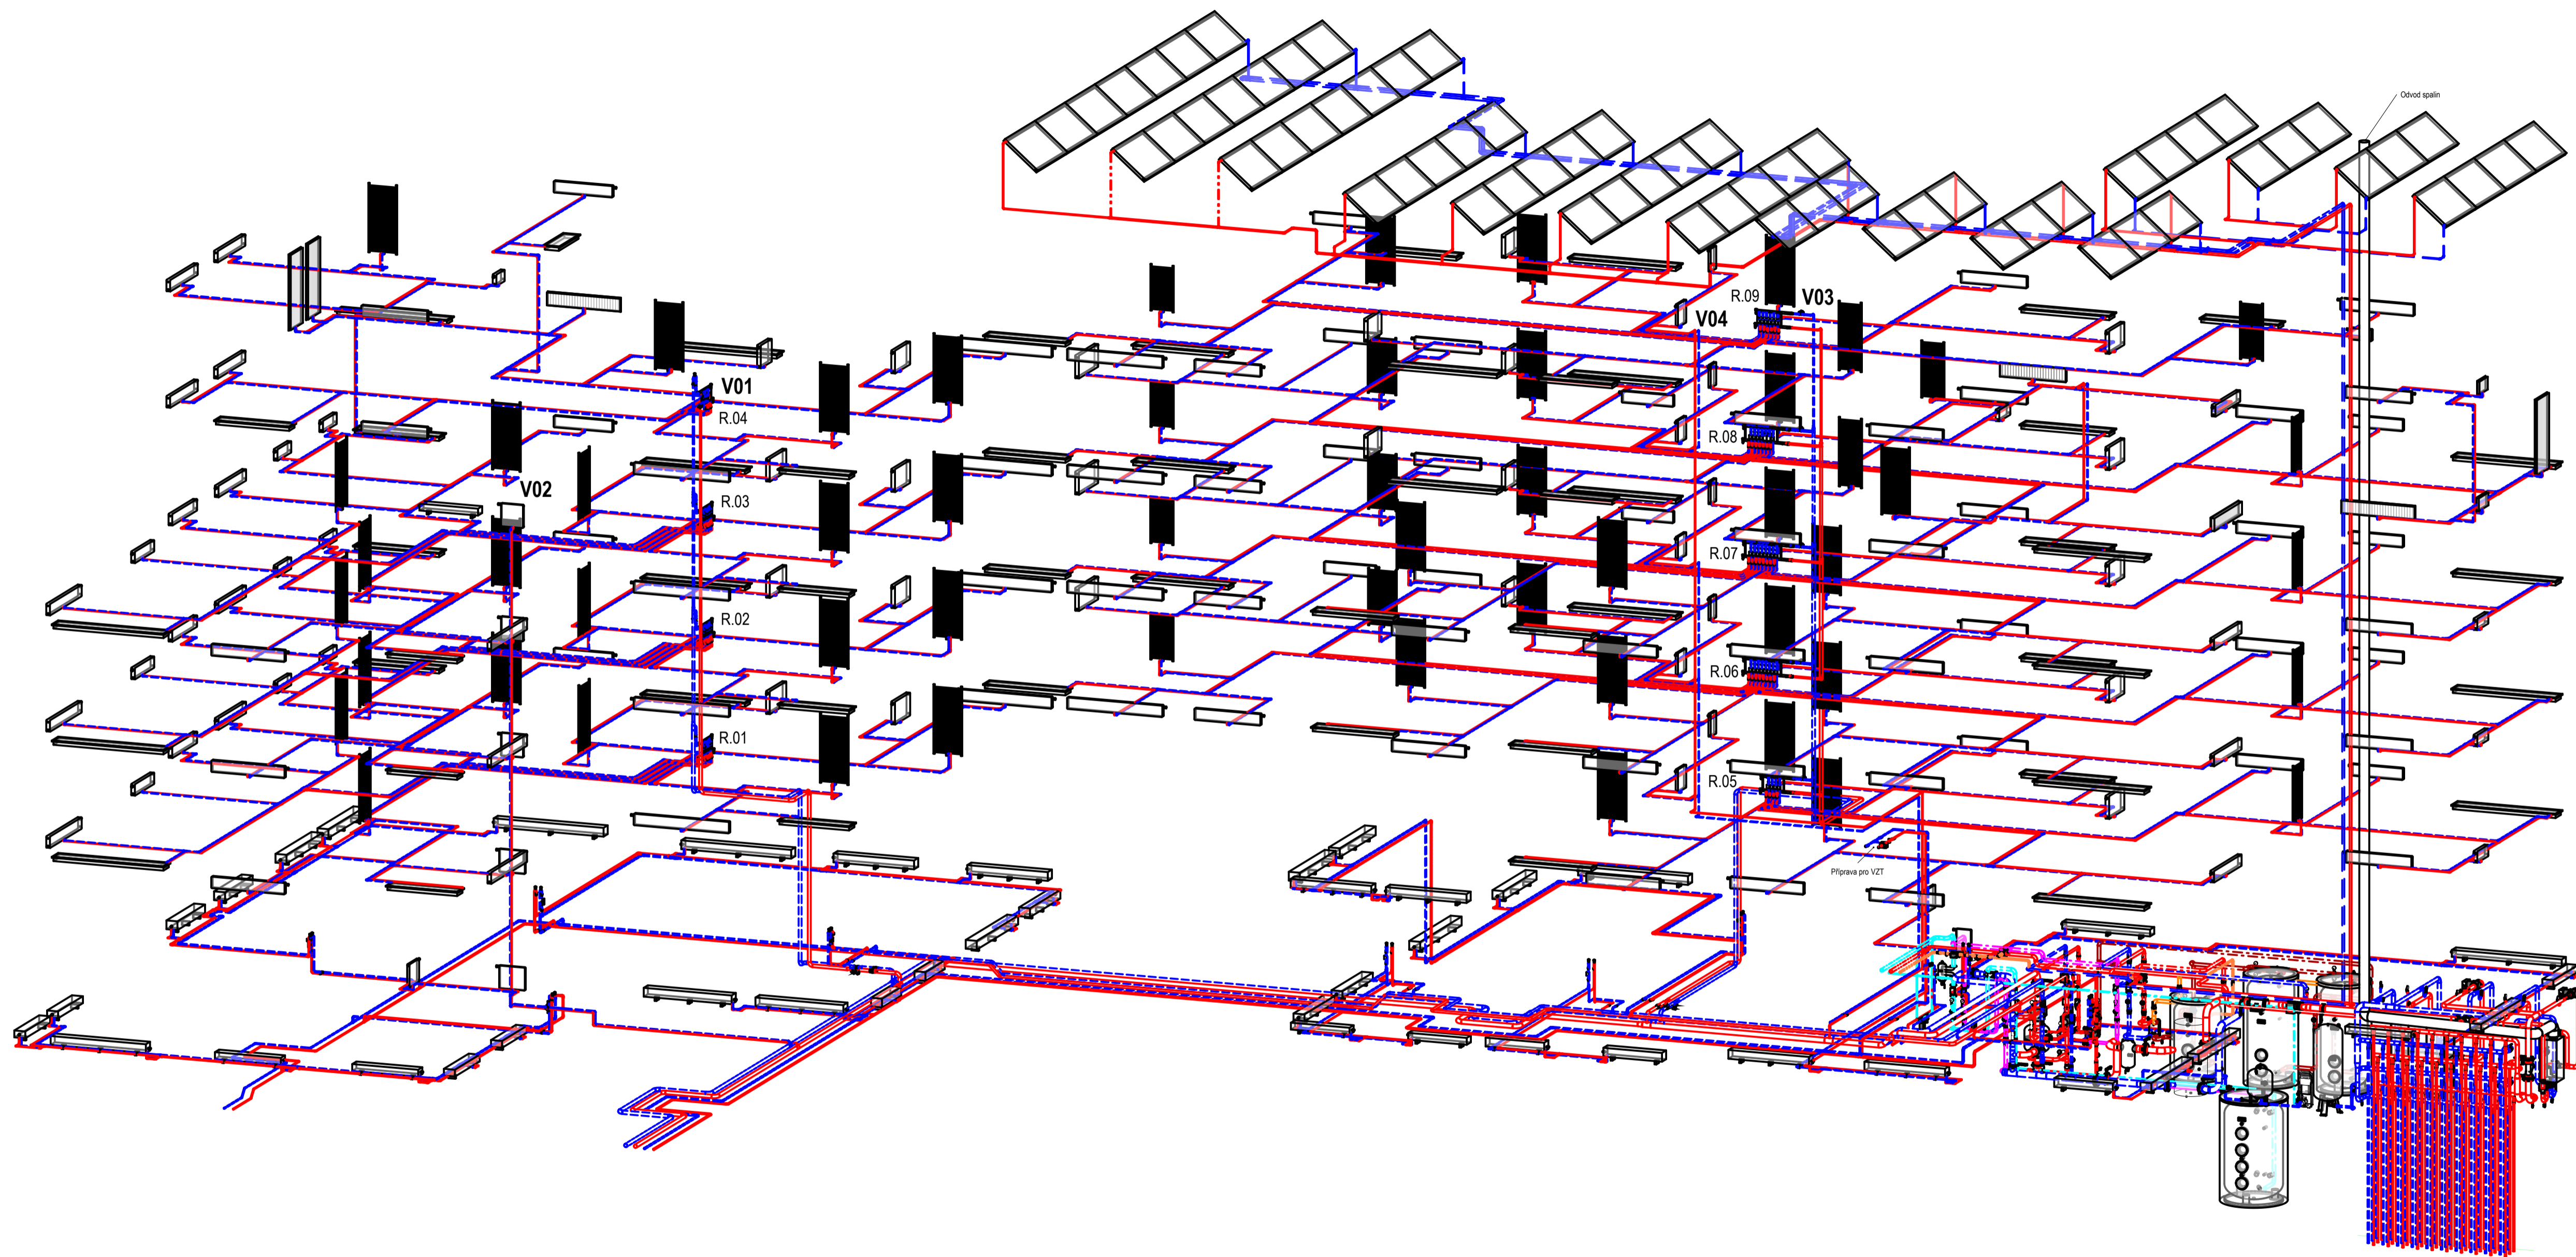 Odvod spalin
R.09
V03
V04
V01
R.04
R.08
V02
R.03
R.07
R.02
R.06
R.01
R.05
Příprava pro VZT